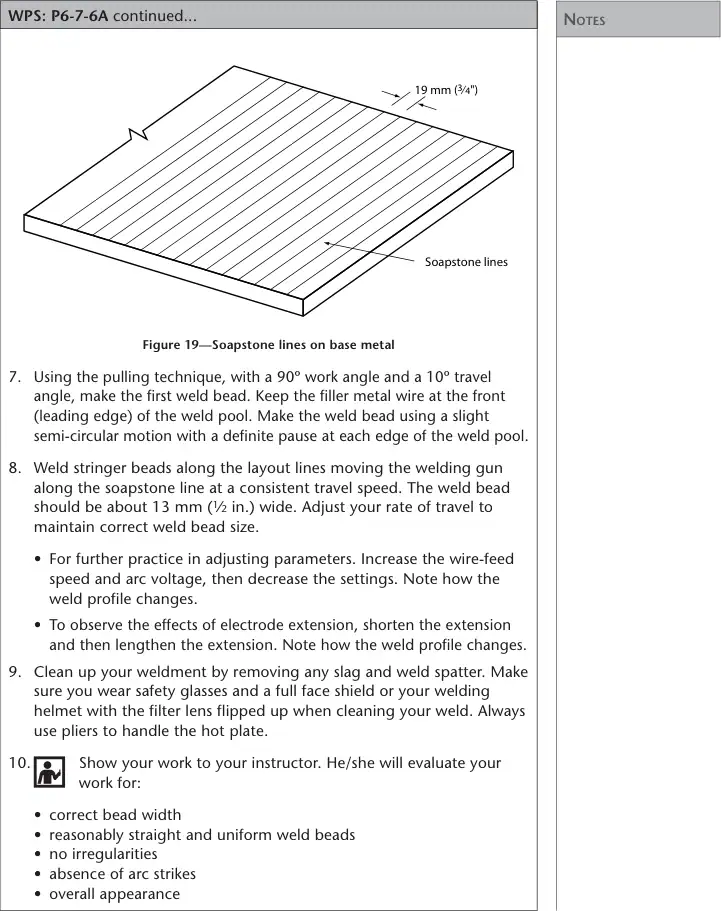 WPS: P6-7-6A continued...
NOTES
19 mm (3⁄4")
Soapstone lines
Figure 19—Soapstone lines on base metal
7. Using the pulling technique, with a 90º work angle and a 10º travel
angle, make the first weld bead. Keep the filler metal wire at the front
(leading edge) of the weld pool. Make the weld bead using a slight
semi-circular motion with a definite pause at each edge of the weld pool.
8. Weld stringer beads along the layout lines moving the welding gun
along the soapstone line at a consistent travel speed. The weld bead
should be about 13 mm (½ in.) wide. Adjust your rate of travel to
maintain correct weld bead size.
• For further practice in adjusting parameters. Increase the wire-feed
speed and arc voltage, then decrease the settings. Note how the
weld profile changes.
• To observe the effects of electrode extension, shorten the extension
and then lengthen the extension. Note how the weld profile changes.
9. Clean up your weldment by removing any slag and weld spatter. Make
sure you wear safety glasses and a full face shield or your welding
helmet with the filter lens flipped up when cleaning your weld. Always
use pliers to handle the hot plate.
10. Show your work to your instructor. He/she will evaluate your
work for:
• correct bead width
• reasonably straight and uniform weld beads
• no irregularities
• absence of arc strikes
• overall appearance